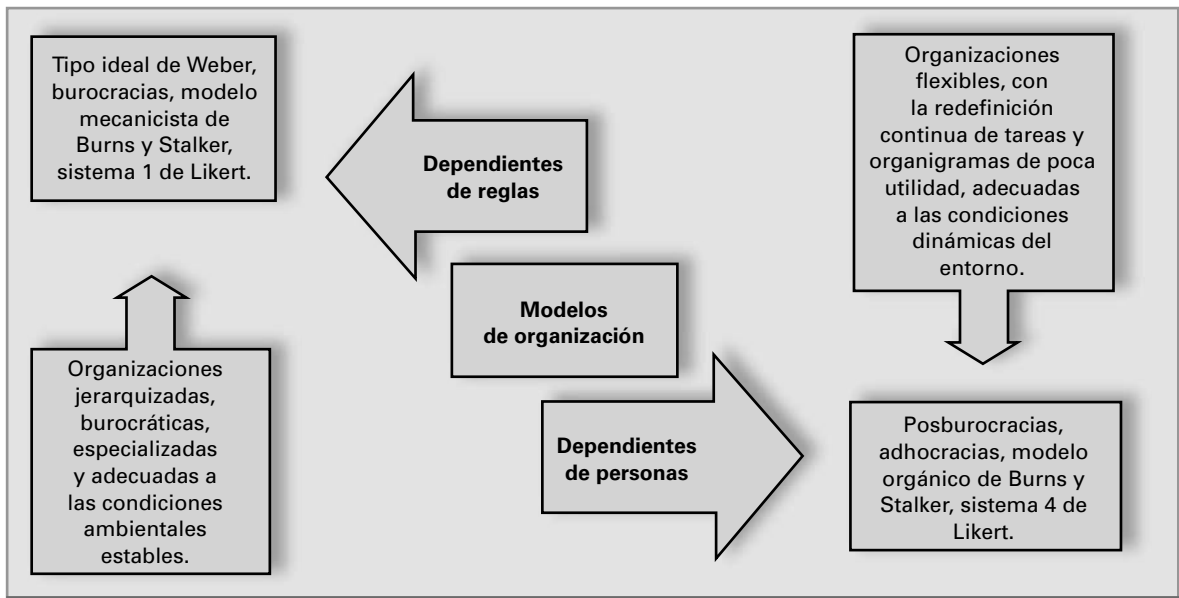 Tipo ideal de Weber,
burocracias, modelo
mecanicista de
Burns y Stalker,
sistema 1 de Likert.
Dependientes
de reglas
Organizaciones
flexibles, con
la redefinición
continua de tareas y
organigramas de poca
utilidad, adecuadas
a las condiciones
dinámicas del
entorno.
Modelos
de organización
Organizaciones
jerarquizadas,
burocráticas,
especializadas
y adecuadas a
las condiciones
ambientales
estables.
Dependientes
de personas
Posburocracias,
adhocracias, modelo
orgánico de Burns y
Stalker, sistema 4 de
Likert.